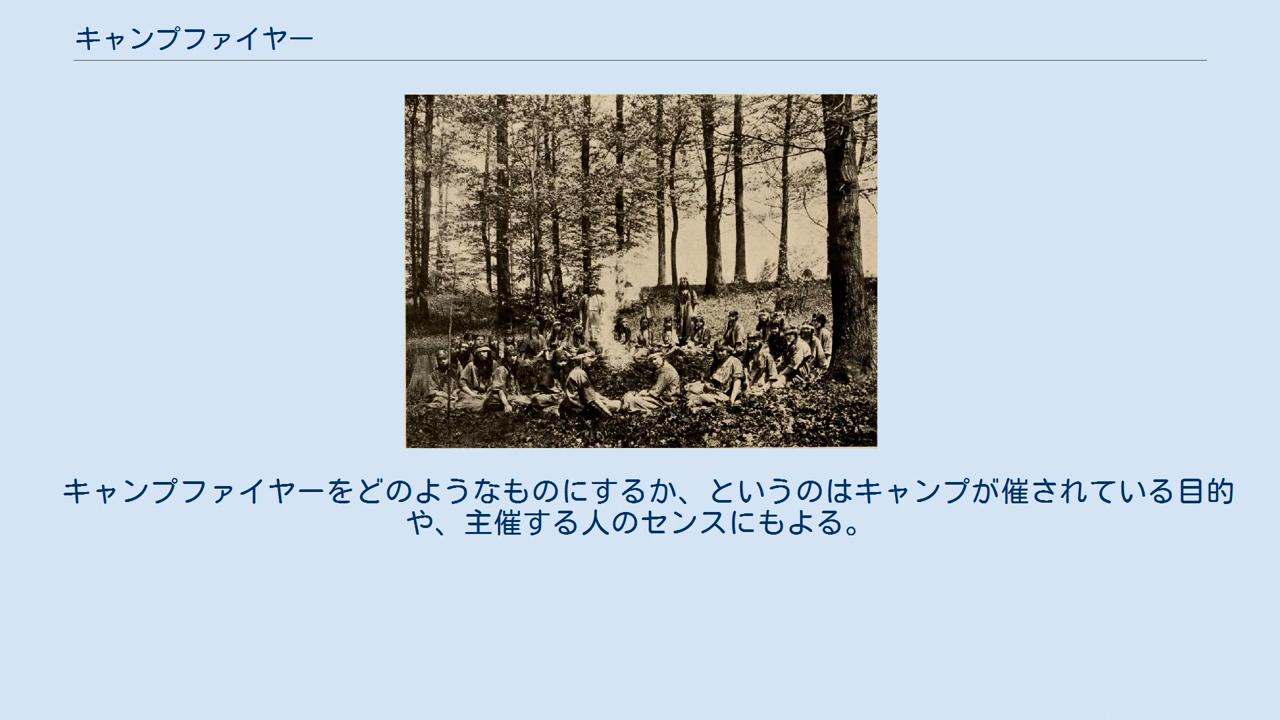 キャンプファイヤー
キャンプファイヤーをどのようなものにするか、というのはキャンプが催されている目的
や、主催する人のセンスにもよる。